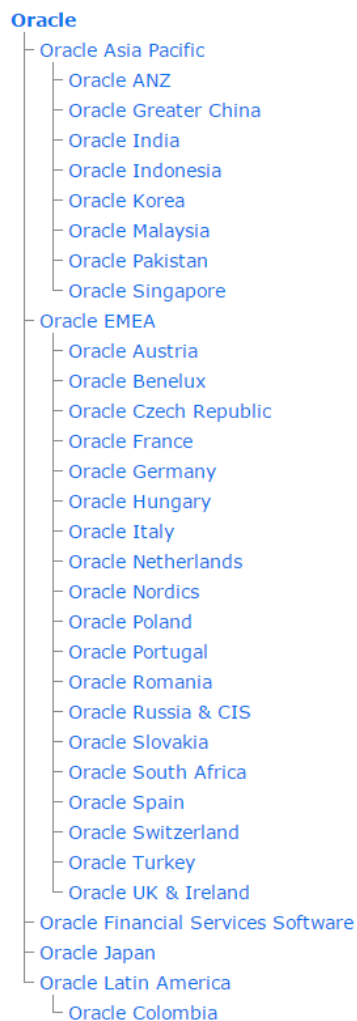 Oracle
Oracle Asia Pacific
Oracle ANZ
Oracle Greater China
Oracle India
Oracle Indonesia
Oracle Korea
Oracle Malaysia
Oracle Pakistan
Oracle Singapore
Oracle EMEA
Oracle Austria
Oracle Benelux
Oracle Czech Republic
Oracle France
Oracle Germany
Oracle Hungary
Oracle Italy
Oracle Netherlands
Oracle Nordics
Oracle Poland
Oracle Portugal
Oracle Romania
Oracle Russia & CIS
Oracle Slovakia
Oracle South Africa
Oracle Spain
Oracle Switzerland
Oracle Turkey
Oracle UK & Ireland
Oracle Financial Services Software
Oracle Japan
Oracle Latin America
Oracle Colombia